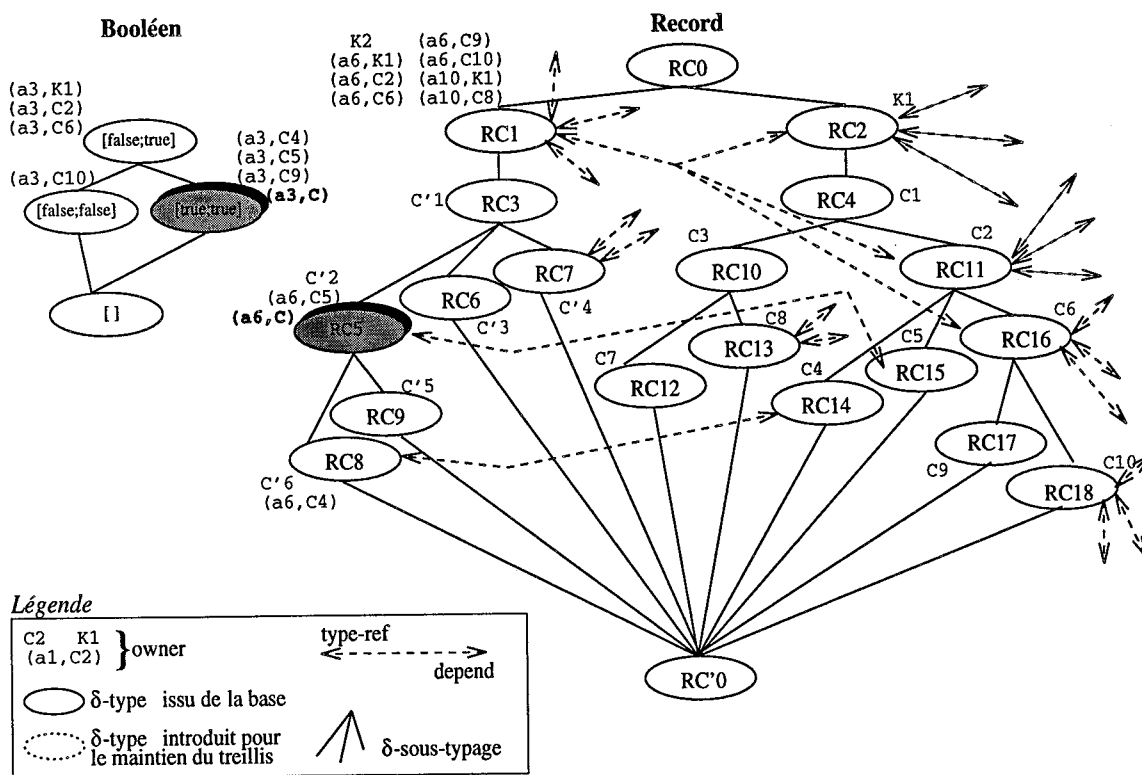 Booléen
(a3,K1)
(a3,C2)
(a3,C6)
[false;true]
(a3,C4)
(a3,C5)
(a3,C9)
(a3,C)
(a3,C10)
[false;false}
[true;true]
[ ]
Record
K2 (a6,C9)
(a6,K1) (a6,C10)
(a6,C2) (a10,K1)
(a6,C6) (a10,C8)
RC0
K1
RC1
RC2
C'1
RC3
RC4
C1
C3
C2
RC7
RC10
RC11
C'2
(a6,C5)
(a6,C)
RC5
RC6
C'4
C'3
C8
C6
RC13
C5
RC16
C7
C4
RC15
RC12
RC14
C'5
RC9
RC8
RC17
C9
C10
RC18
C'6
(a6,C4)
RC'0
Légende
C2 K1
(a1,C2)
}owner
type-ref
depend
δ-type issu de la base
δ-type introduit pour
le maintien du treillis
δ-sous-typage